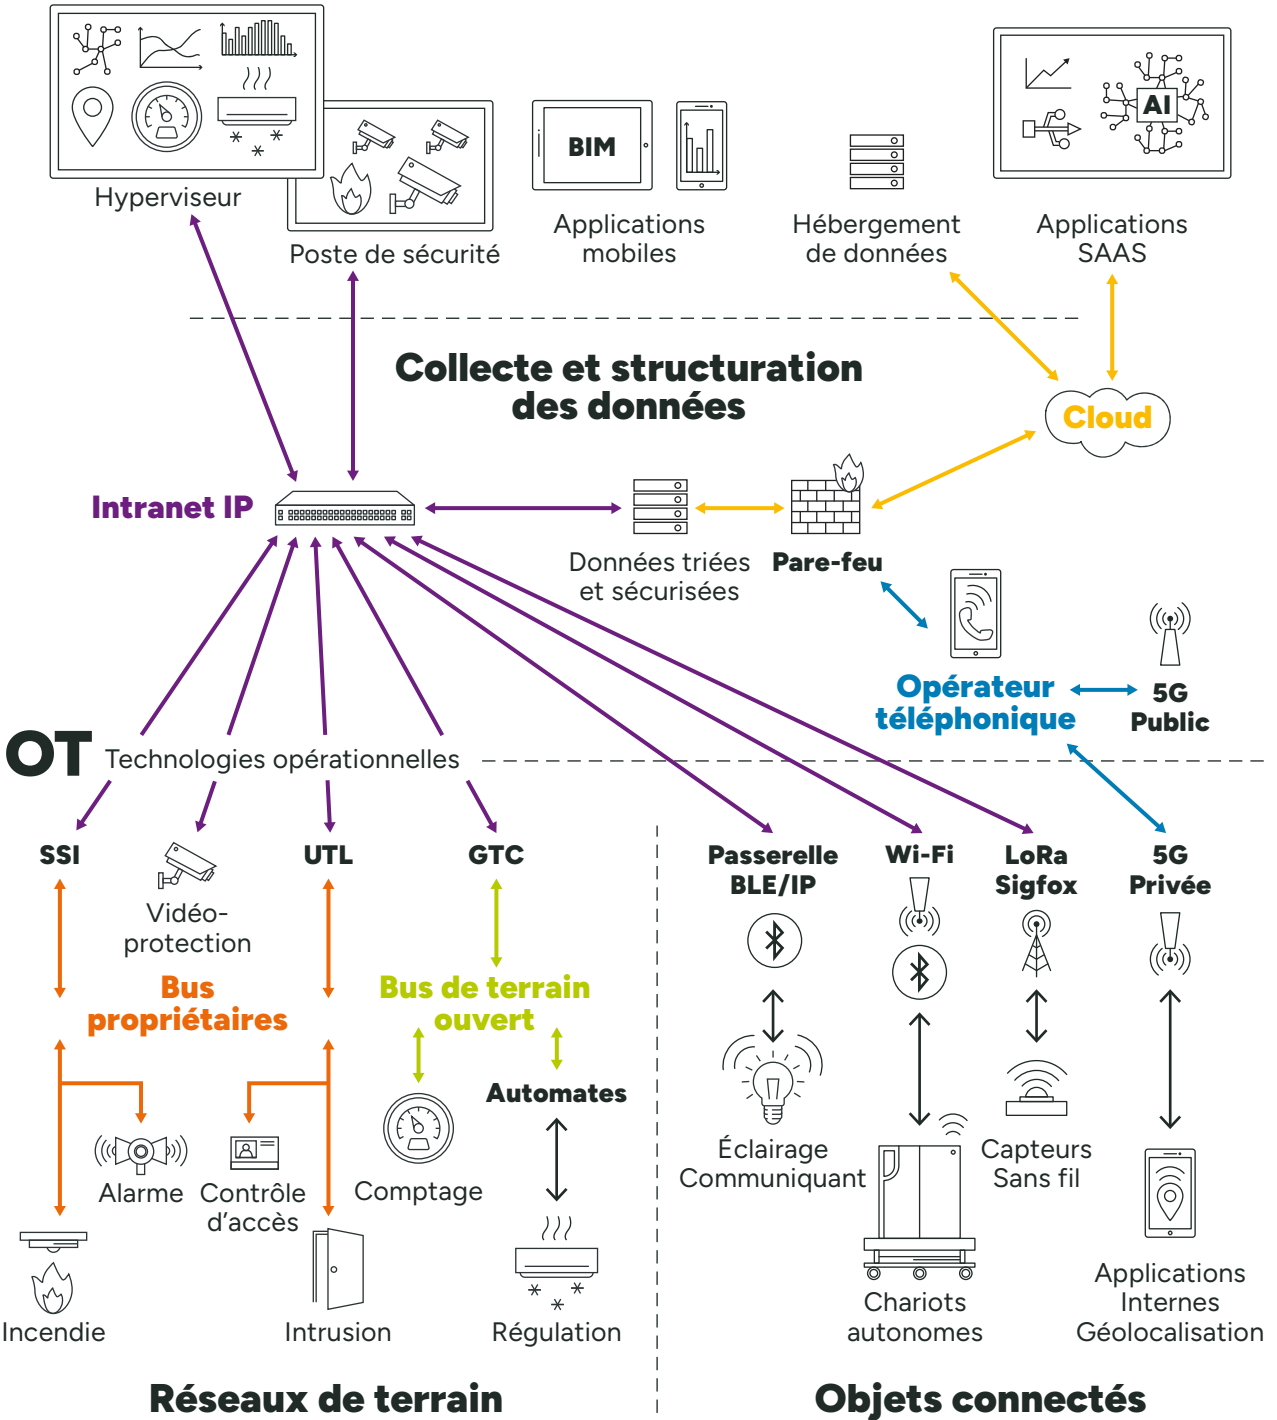 BIM
AI
Hyperviseur
Poste de sécurité
Applications
mobiles
Hébergement
de données
Applications
SAAS
Collecte et structuration
des données
Cloud
Intranet IP
Données triées
et sécurisées
Pare-feu
Opérateur
téléphonique
5G
Public
OT Technologies opérationnelles
SSI
Vidéo-
protection
UTL
GTC
Passerelle
BLE/IP
Wi-Fi
LoRa
Sigfox
5G
Privée
Bus
propriétaires
Bus de terrain
ouvert
Automates
Alarme
Contrôle
d'accès
Comptage
Éclairage
Communiquant
Capteurs
Sans fil
Incendie
Intrusion
Régulation
Chariots
autonomes
Applications
Internes
Géolocalisation
Réseaux de terrain
Objets connectés